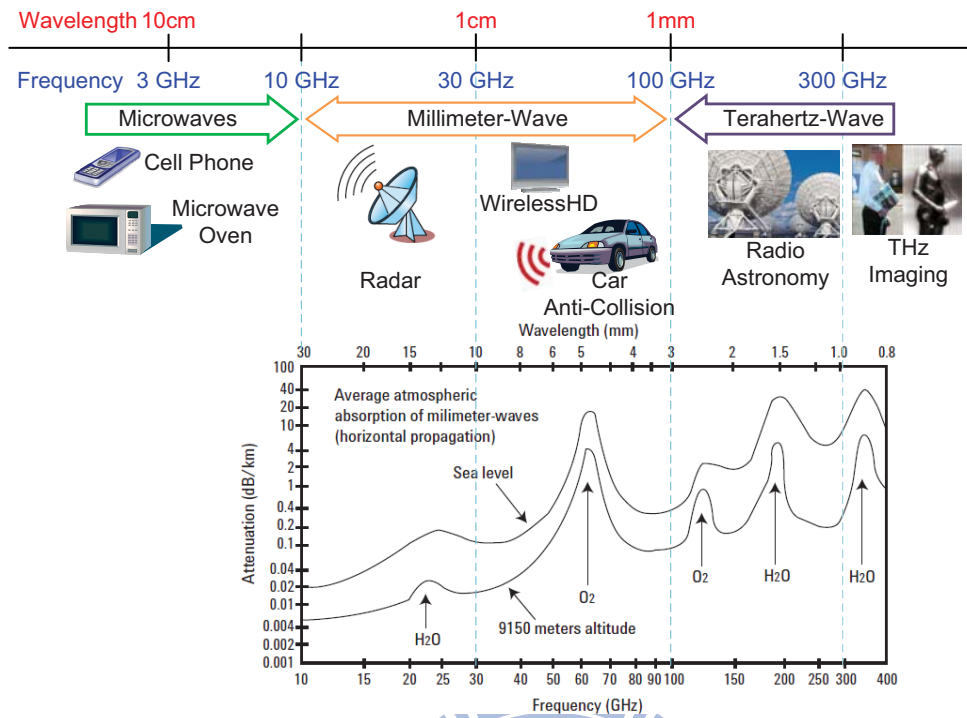 Wavelength 10cm 1cm 1mm
Frequency 3 GHz 10 GHz 30 GHz 100 GHz 300 GHz
Microwaves Millimeter-Wave Terahertz-Wave
Cell Phone
Microwave
Oven
Radar
WirelessHD
Car
Anti-Collision
Radio
Astronomy
THz
Imaging
Wavelength (mm)
30 20 15 10 8 6 5 4 3 2 1.5 1.0 0.8
Attenuation (dB/km)
100
40
20
10
4
2
1
0.4
0.2
0.1
0.04
0.02
0.01
0.004
0.002
0.001
Average atmospheric
absorption of milimeter-waves
(horizontal propagation)
Sea level
9150 meters altitude
H2O
O2
O2
H2O
H2O
10 15 20 25 30 40 50 60 70 80 90 100 150 200 250 300 400
Frequency (GHz)